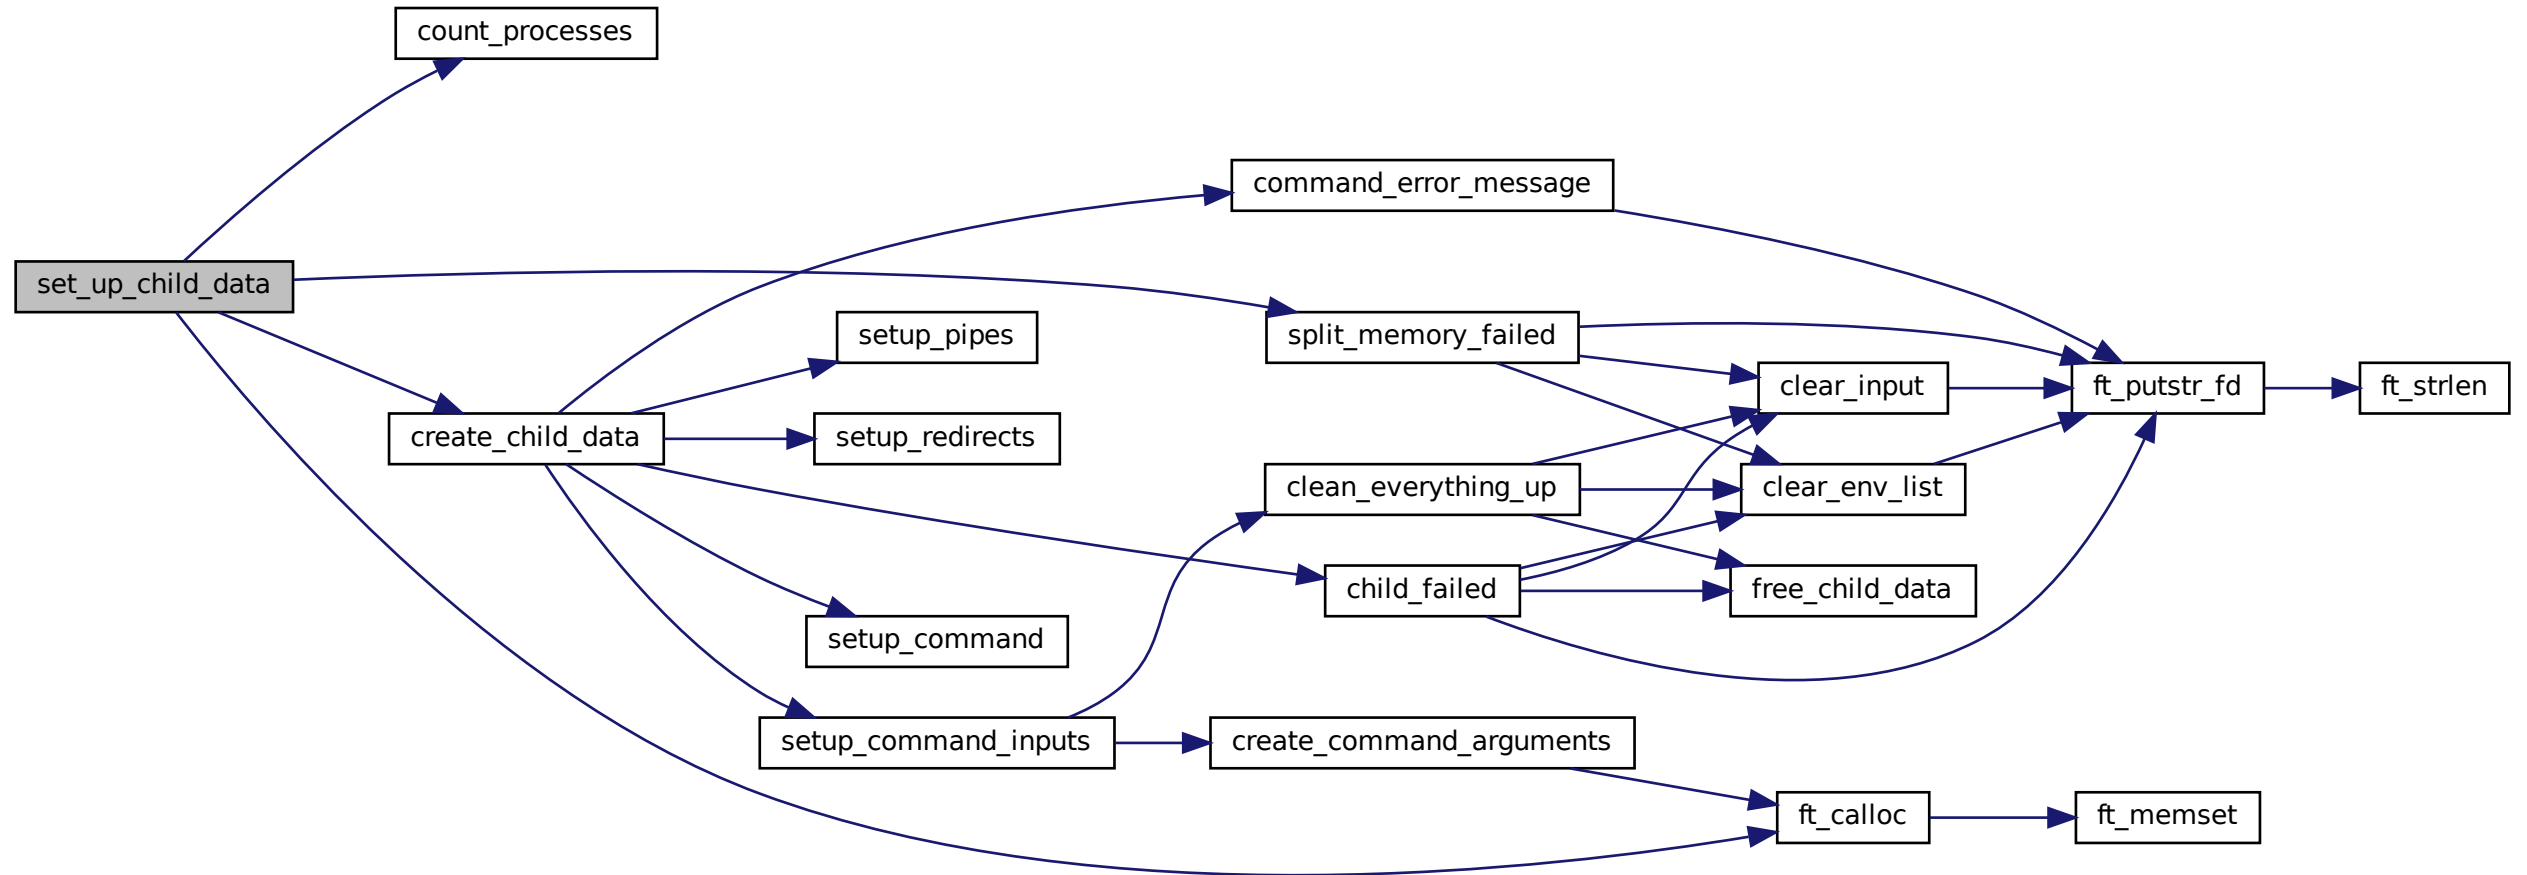 count_processes
command_error_message
set_up_child_data
setup_pipes
split_memory_failed
clear_input
ft_putstr_fd
ft_strlen
create_child_data
setup_redirects
clean_everything_up
clear_env_list
child_failed
free_child_data
setup_command
setup_command_inputs
create_command_arguments
ft_calloc
ft_memset